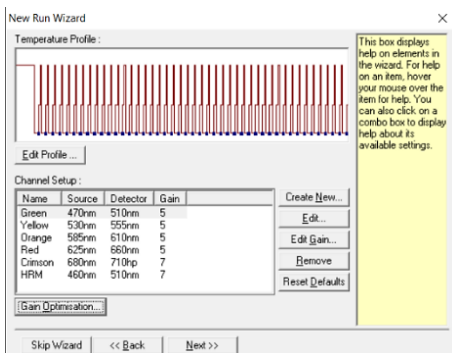 New Run Wizard
Temperature Profile :
Edit Profile ...
Channel Setup :
Name Source Detector Gain
Green 470nm 510nm 5
Yellow 530nm 555nm 5
Orange 585nm 610nm 5
Red 625nm 660nm 5
Crimson 680nm 710hp 7
HRM 460nm 510nm 7
Create New...
Edit...
Edit Gain...
Remove
Reset Defaults
Gain Optimisation...
Skip Wizard
<< Back
Next >>
This box displays
help on elements in
the wizard. For help
on an item, hover
your mouse over the
item for help. You
can also click on a
combo box to display
help about its
available settings.